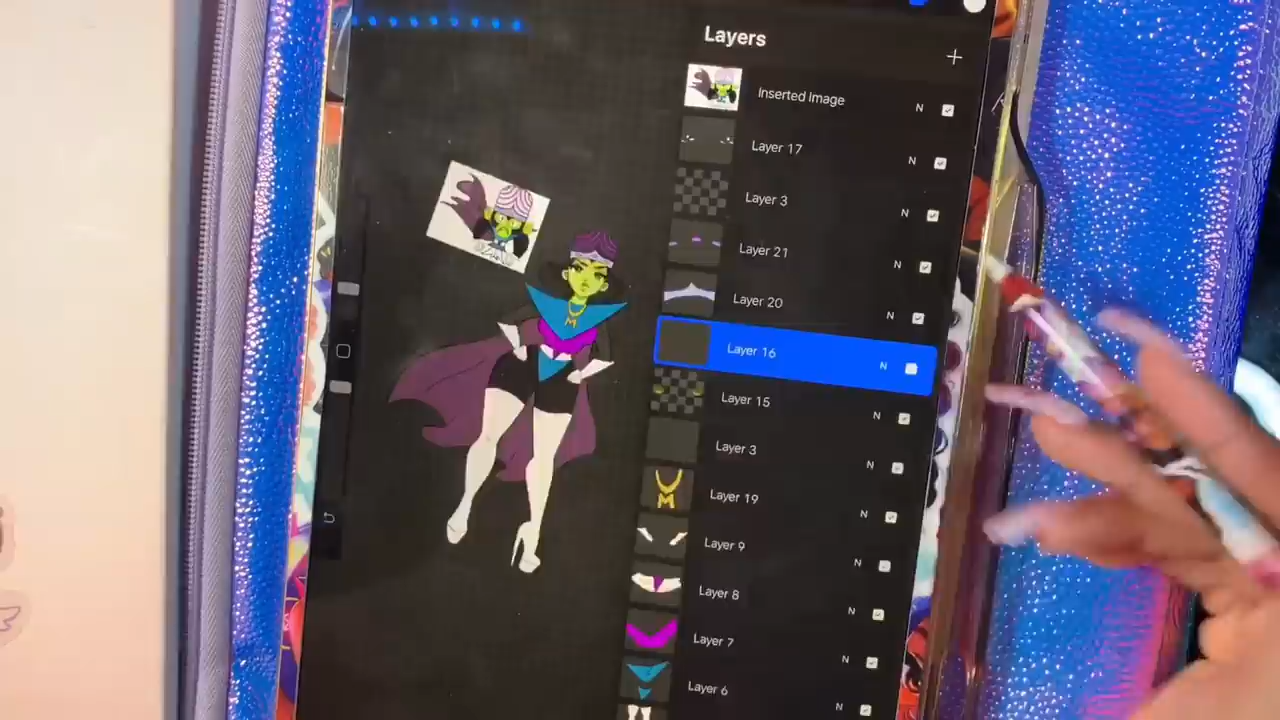 Layers
Inserted Image N
Layer 17 N
Layer 3 N
Layer 21 N
Layer 20 N
Layer 16 N
Layer 15 N
Layer 3 N
Layer 19 N
Layer 9 N
Layer 8 N
Layer 7 N
Layer 6 N
M